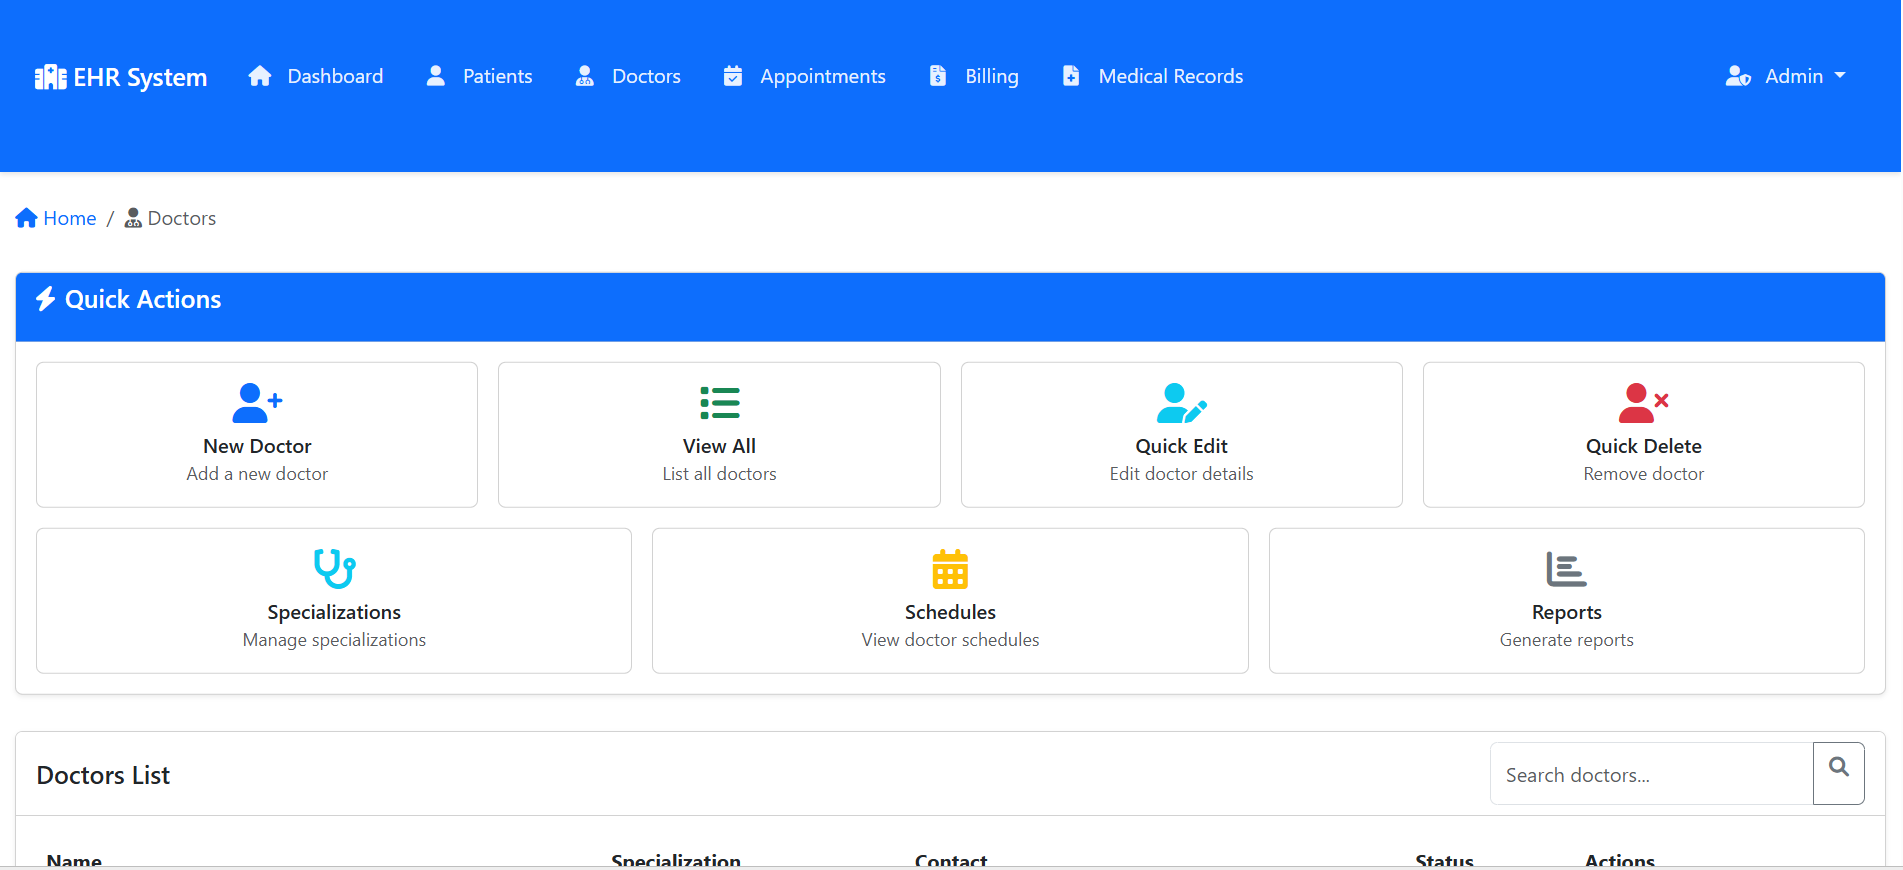 EHR System Dashboard Patients Doctors Appointments Billing Medical Records Admin
Home / Doctors
Quick Actions
New Doctor
Add a new doctor
View All
List all doctors
Quick Edit
Edit doctor details
Quick Delete
Remove doctor
Specializations
Manage specializations
Schedules
View doctor schedules
Reports
Generate reports
Doctors List
Search doctors...
Name Specialization Contact Status Actions